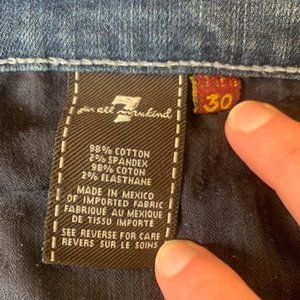 7
for all mankind
30
98% COTTON
2% SPANDEX
98% COTON
2% ELASTHANE
MADE IN MEXICO
OF IMPORTED FABRIC
FABRIQUÉ AU MEXIQUE
DE TISSU IMPORTÉ
SEE REVERSE FOR CARE
REVERS SUR LE SOINS